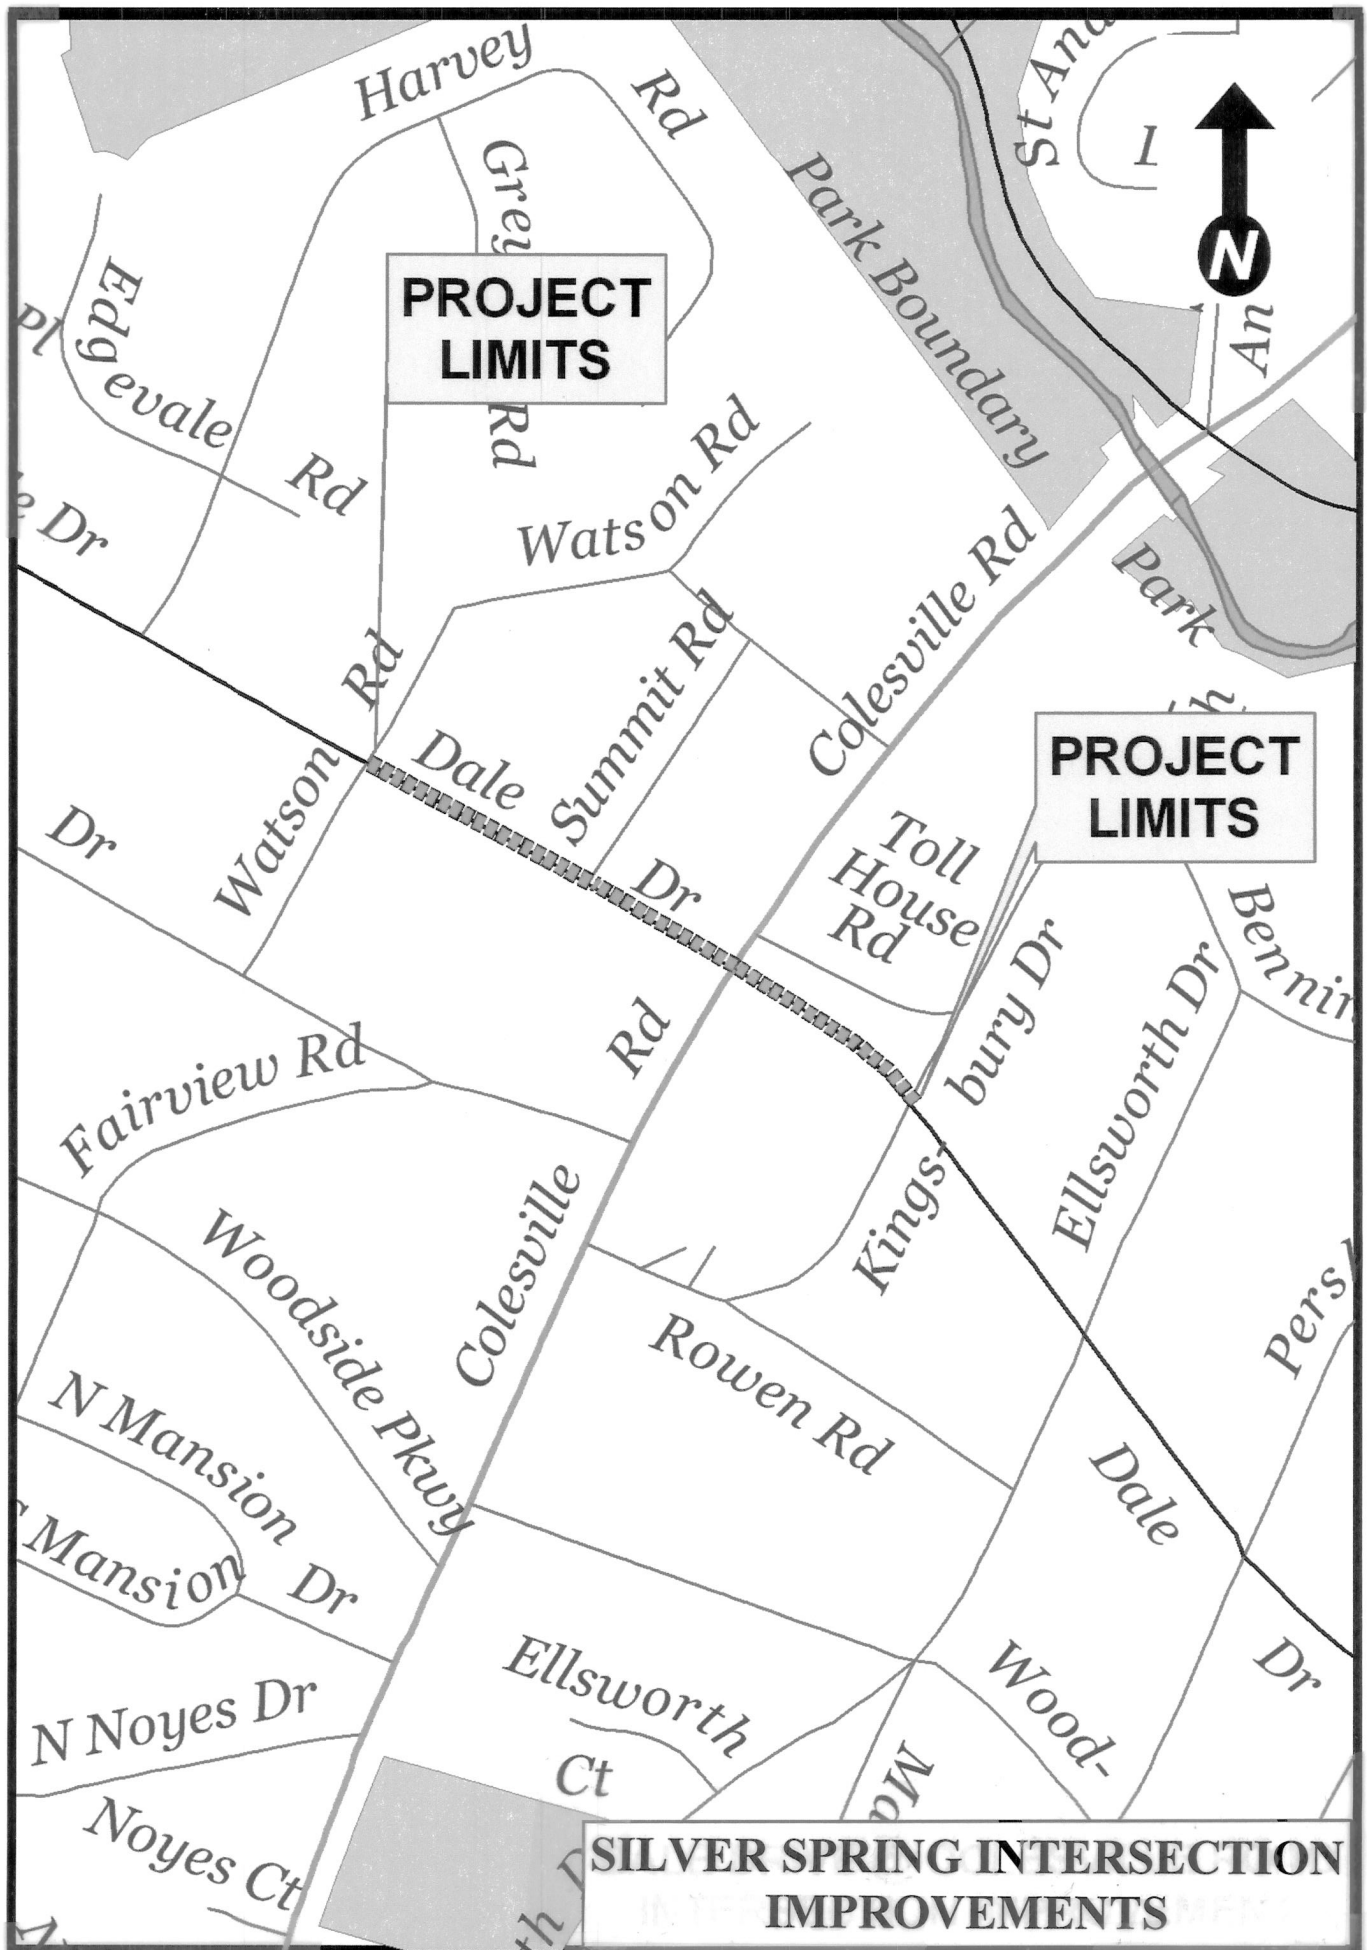 Harvey
Rd
Park Boundary
St And
N
An
Edgevale
Rd
Pl
PROJECT
LIMITS
Rd
Watson Rd
Dr
Colesville Rd
Park
Summit Rd
Rd
Watson
Dale
Dr
PROJECT
LIMITS
Toll
House
Rd
Dr
Kings-
bury Dr
Ellsworth Dr
Fairview Rd
Rd
Colesville
Woodside Pkwy
Rowen Rd
N Mansion
Dr
Mansion
Dale
Dr
Ellsworth
Ct
Wood-
N Noyes Dr
Noyes Ct
SILVER SPRING INTERSECTION
IMPROVEMENTS